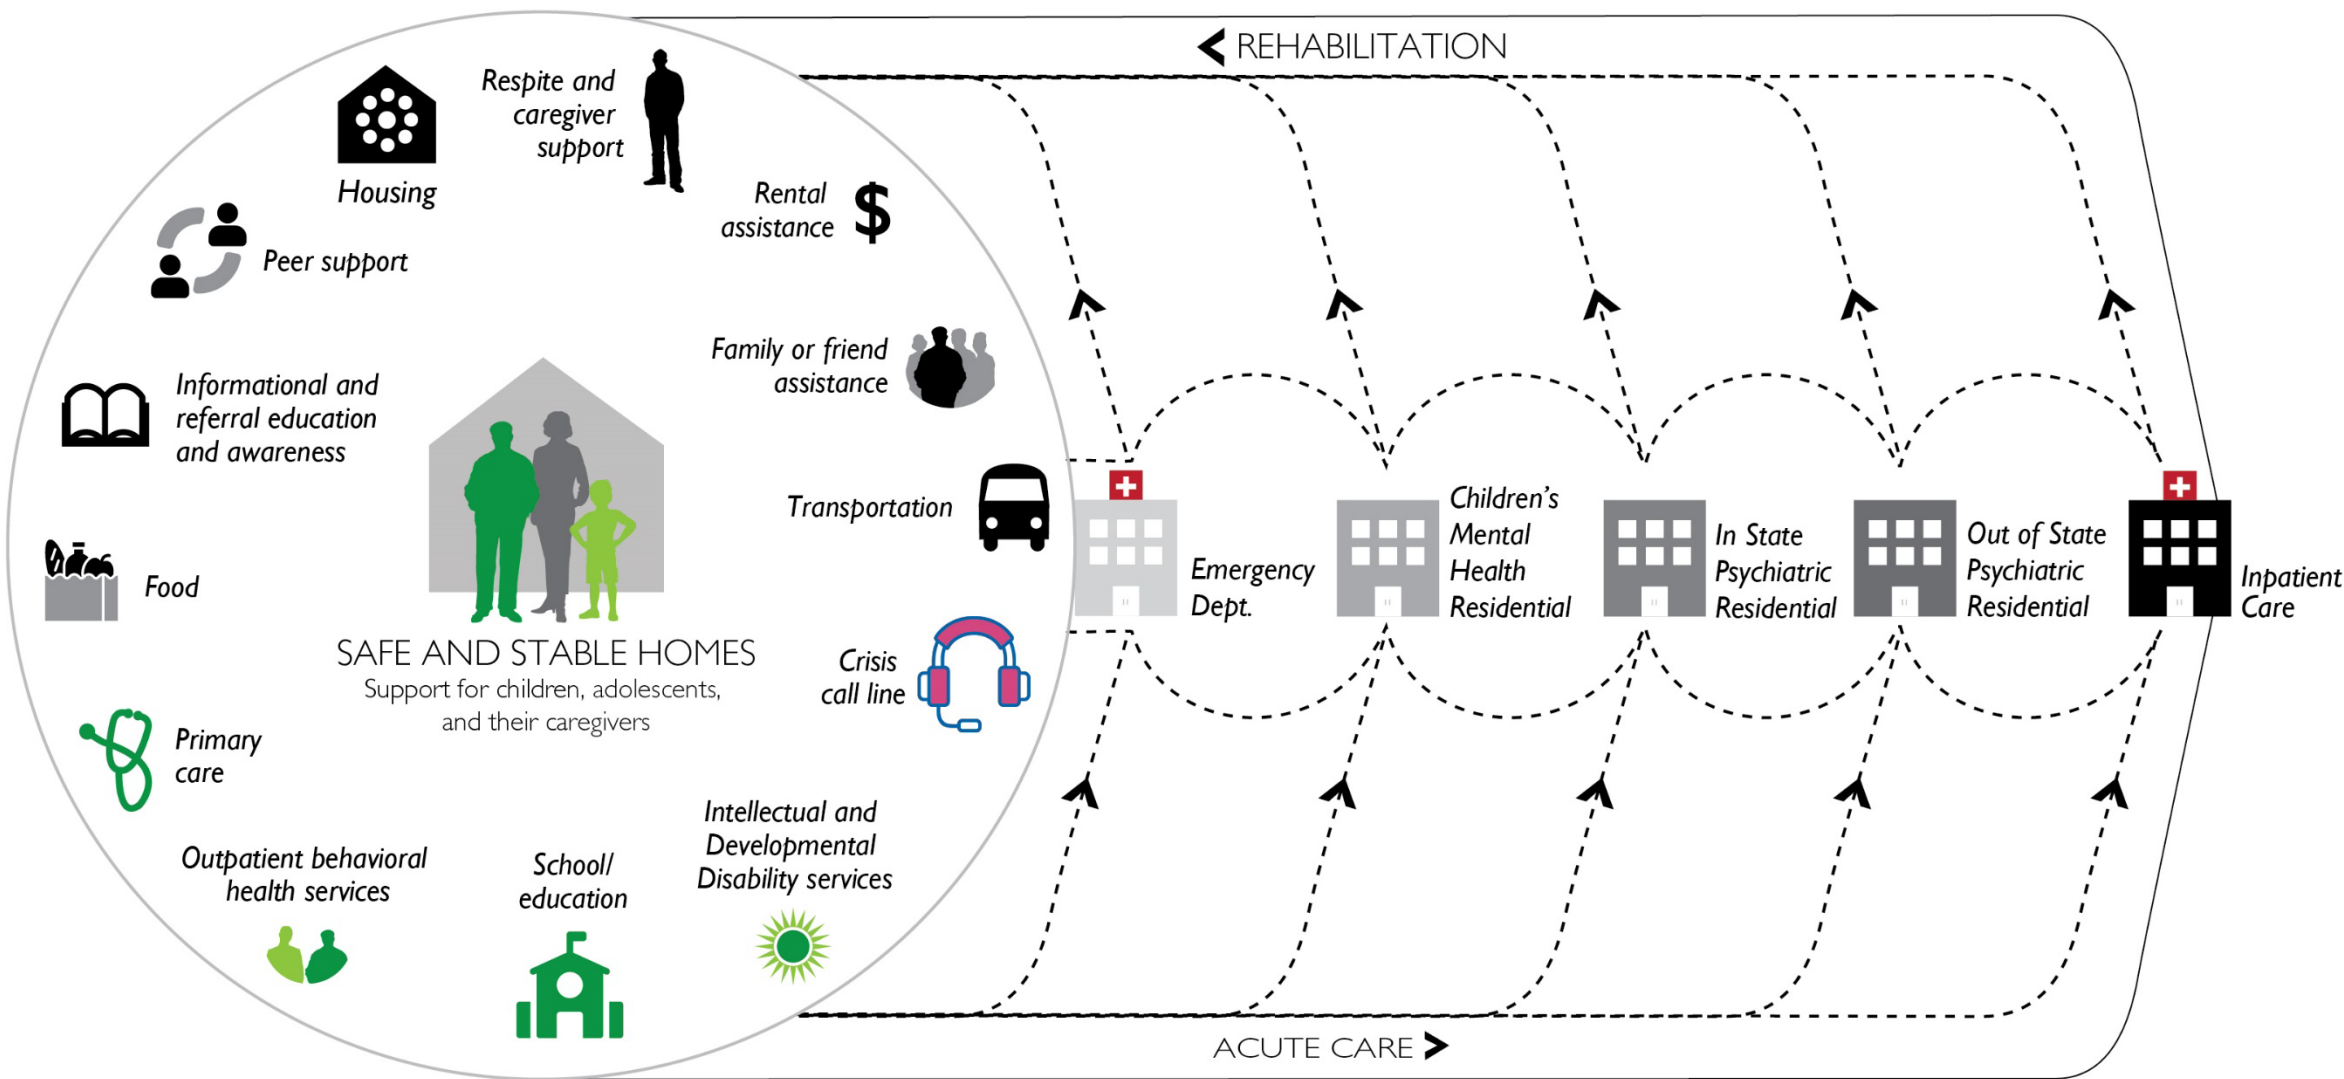 REHABILITATION
Respite and
caregiver
support
Housing
Rental
assistance
Peer support
Family or friend
assistance
Informational and
referral education
and awareness
Transportation
Food
SAFE AND STABLE HOMES
Support for children, adolescents,
and their caregivers
Crisis
call line
Primary
care
Intellectual and
Developmental
Disability services
Outpatient behavioral
health services
School/
education
Emergency
Dept.
Children's
Mental
Health
Residential
In State
Psychiatric
Residential
Out of State
Psychiatric
Residential
Inpatient
Care
ACUTE CARE